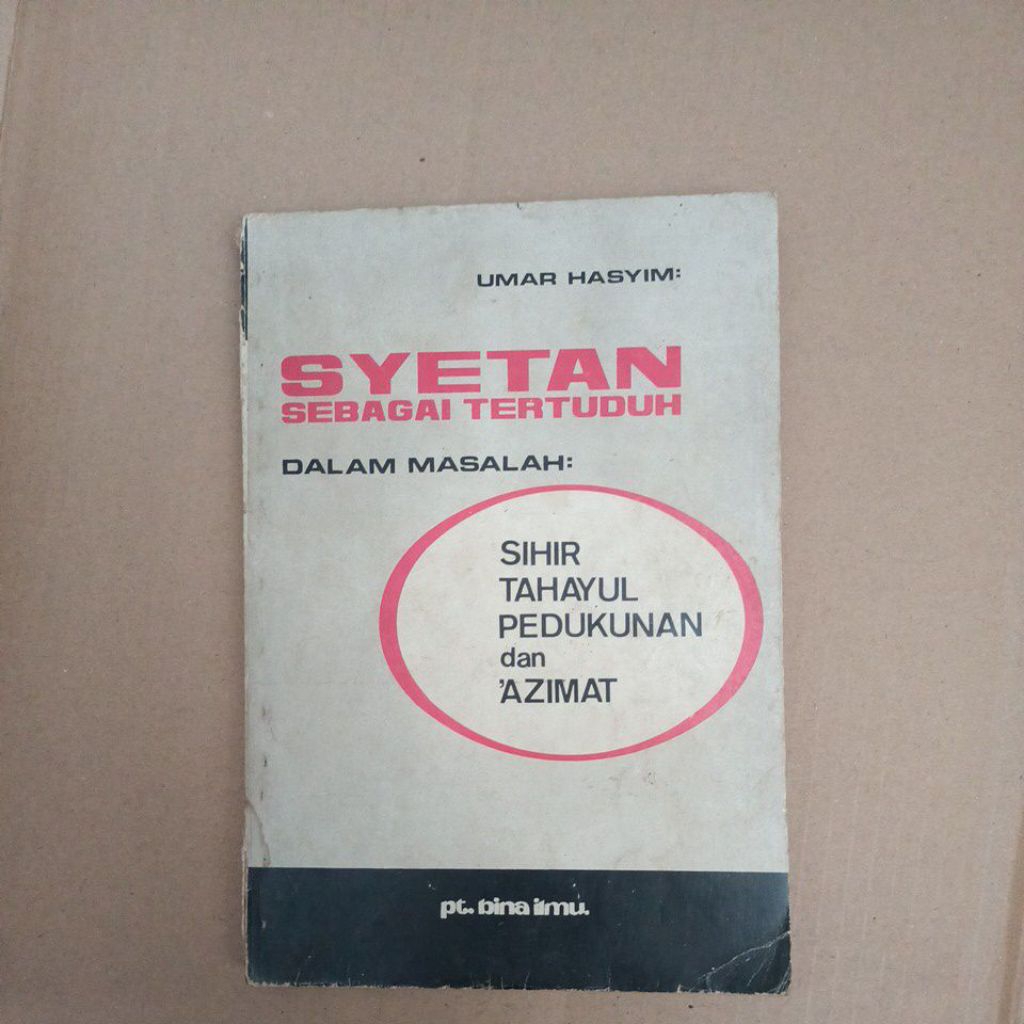 UMAR HASYIM:
SYETAN
SEBAGAI TERTUDUH
DALAM MASALAH:
SIHIR
TAHAYUL
PEDUKUNAN
dan
'AZIMAT
pt. bina ilmu.